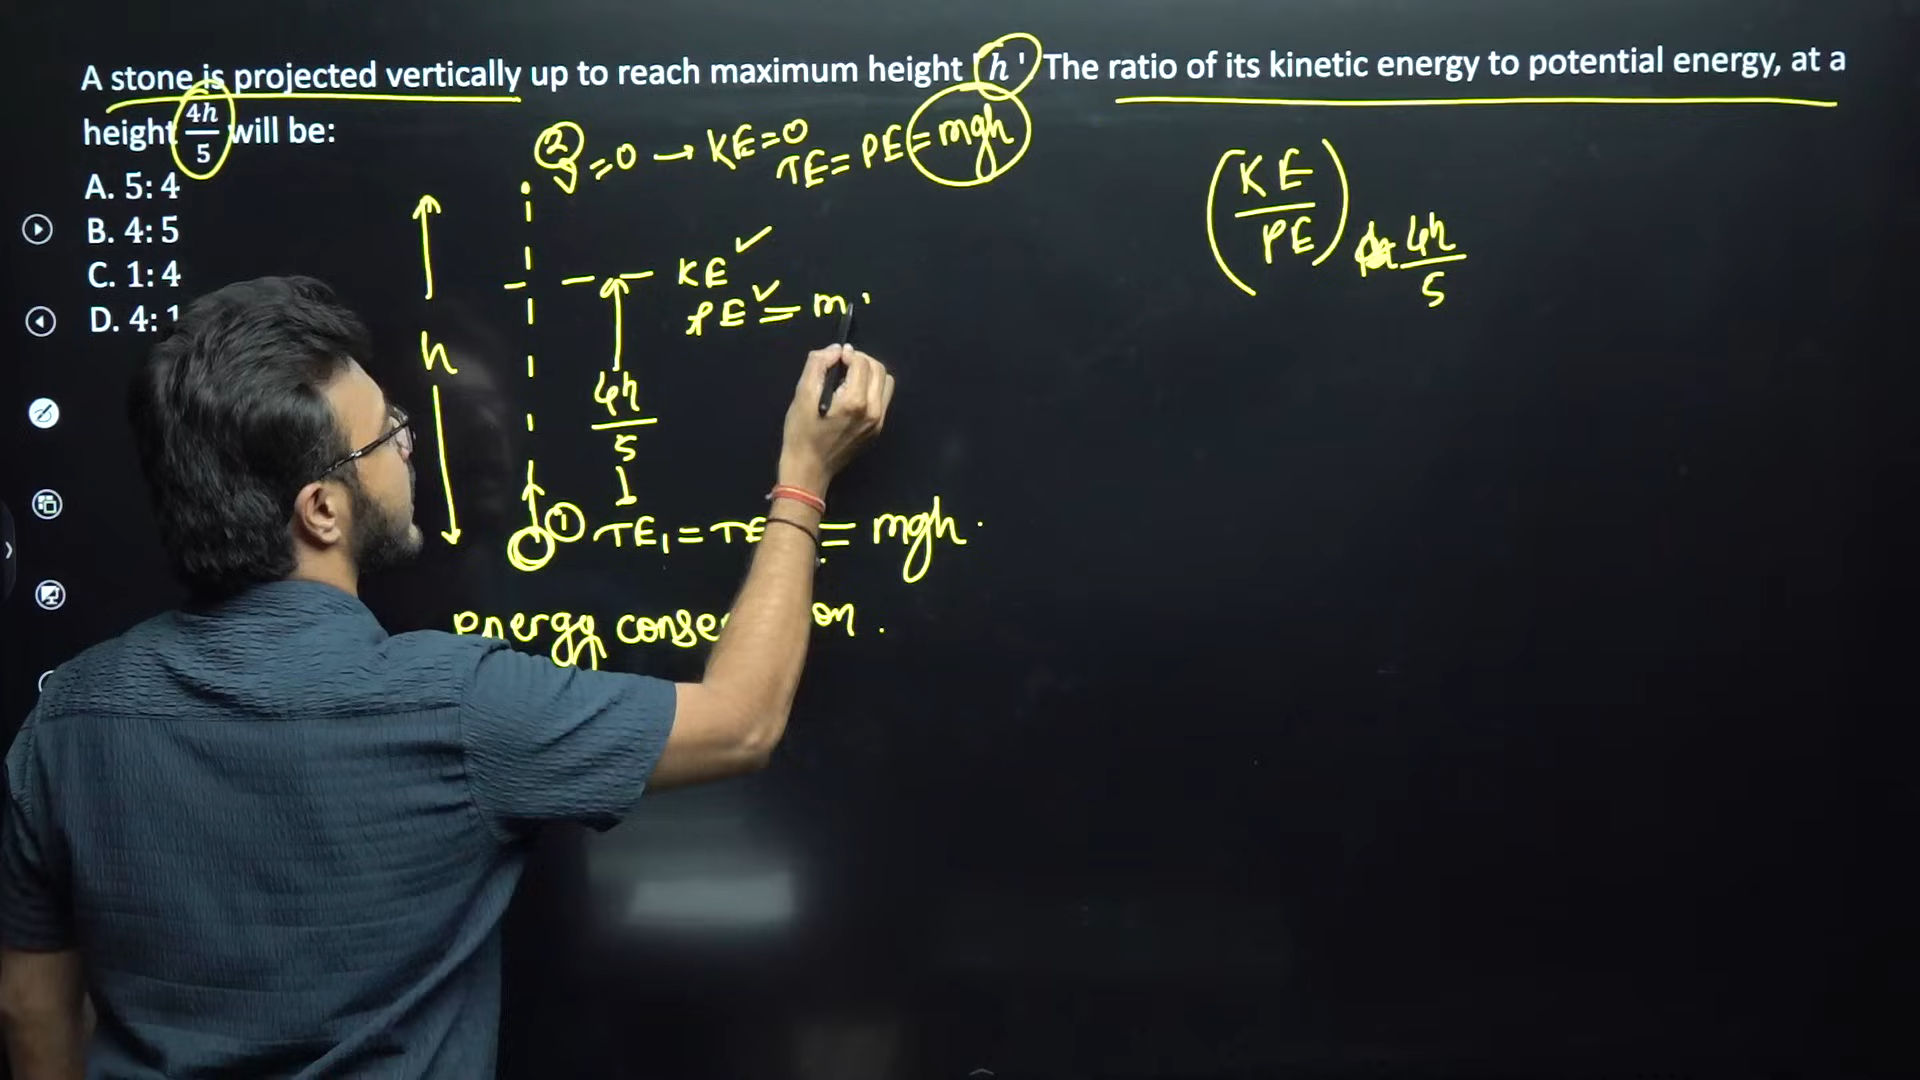 A stone is projected vertically up to reach maximum height 'h' The ratio of its kinetic energy to potential energy, at a
height 4h/5 will be:
A. 5: 4
B. 4: 5
C. 1: 4
D. 4: 1
② v=0 → KE=0
TE= PE = mgh
KE ✓
PE ✓ = m
h
4h/5
① TE₁ = TE = mgh.
energy
(KE/PE) at 4h/5